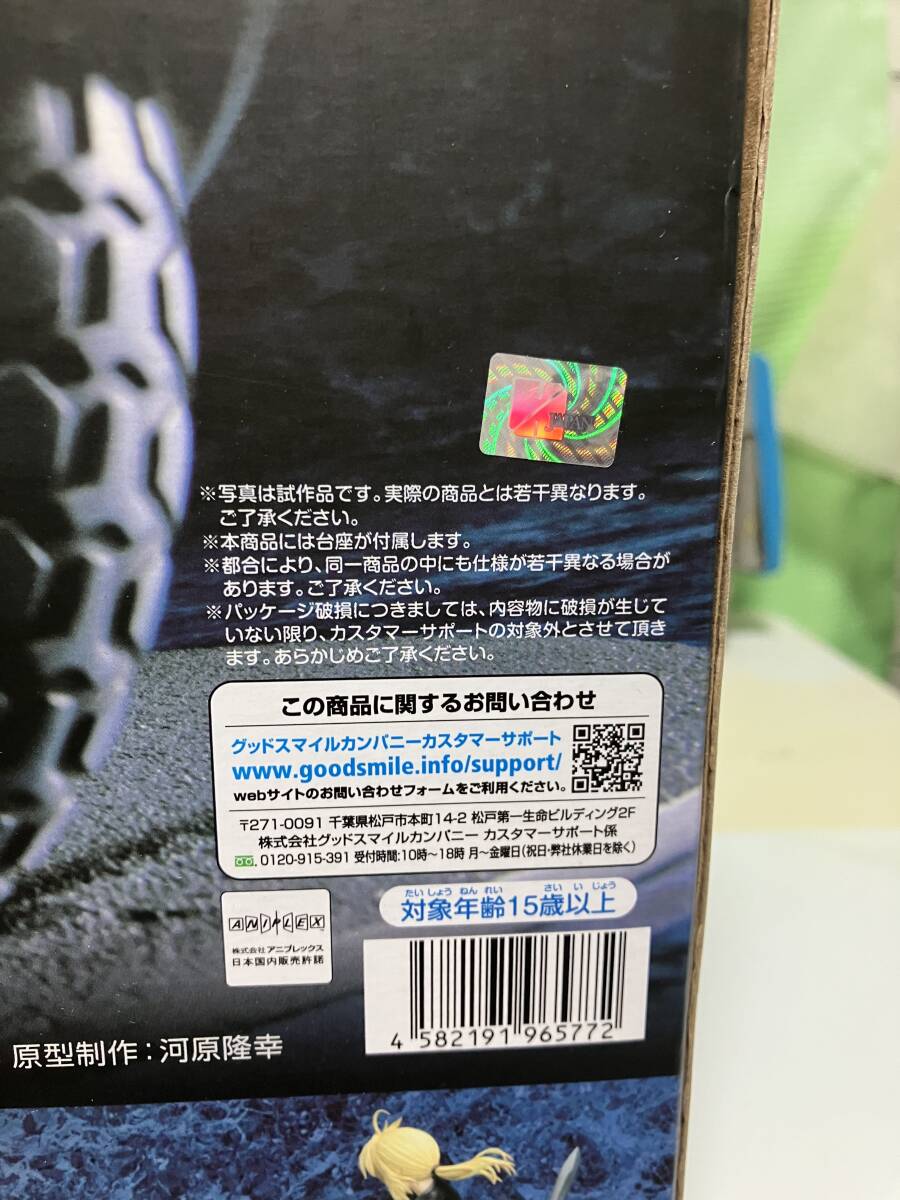 JAPAN
※写真は試作品です。実際の商品とは若干異なります。
ご了承ください。
※本商品には台座が付属します。
※都合により、同一商品の中にも仕様が若干異なる場合が
あります。ご了承ください。
※パッケージ破損につきましては、内容物に破損が生じて
いない限り、カスタマーサポートの対象外とさせて頂き
ます。あらかじめご了承ください。
この商品に関するお問い合わせ
グッドスマイルカンパニーカスタマーサポート
www.goodsmile.info/support/
webサイトのお問い合わせフォームをご利用ください。
〒271-0091 千葉県松戸市本町14-2 松戸第一生命ビルディング2F
株式会社グッドスマイルカンパニー カスタマーサポート係
0120-915-391 受付時間:10時〜18時 月〜金曜日(祝日・弊社休業日を除く)
たいしょう ねん れい さい い じょう
対象年齢15歳以上
ANIPLEX
株式会社 アニプレックス
日本国内販売許諾
4 582191 965772
原型制作:河原隆幸